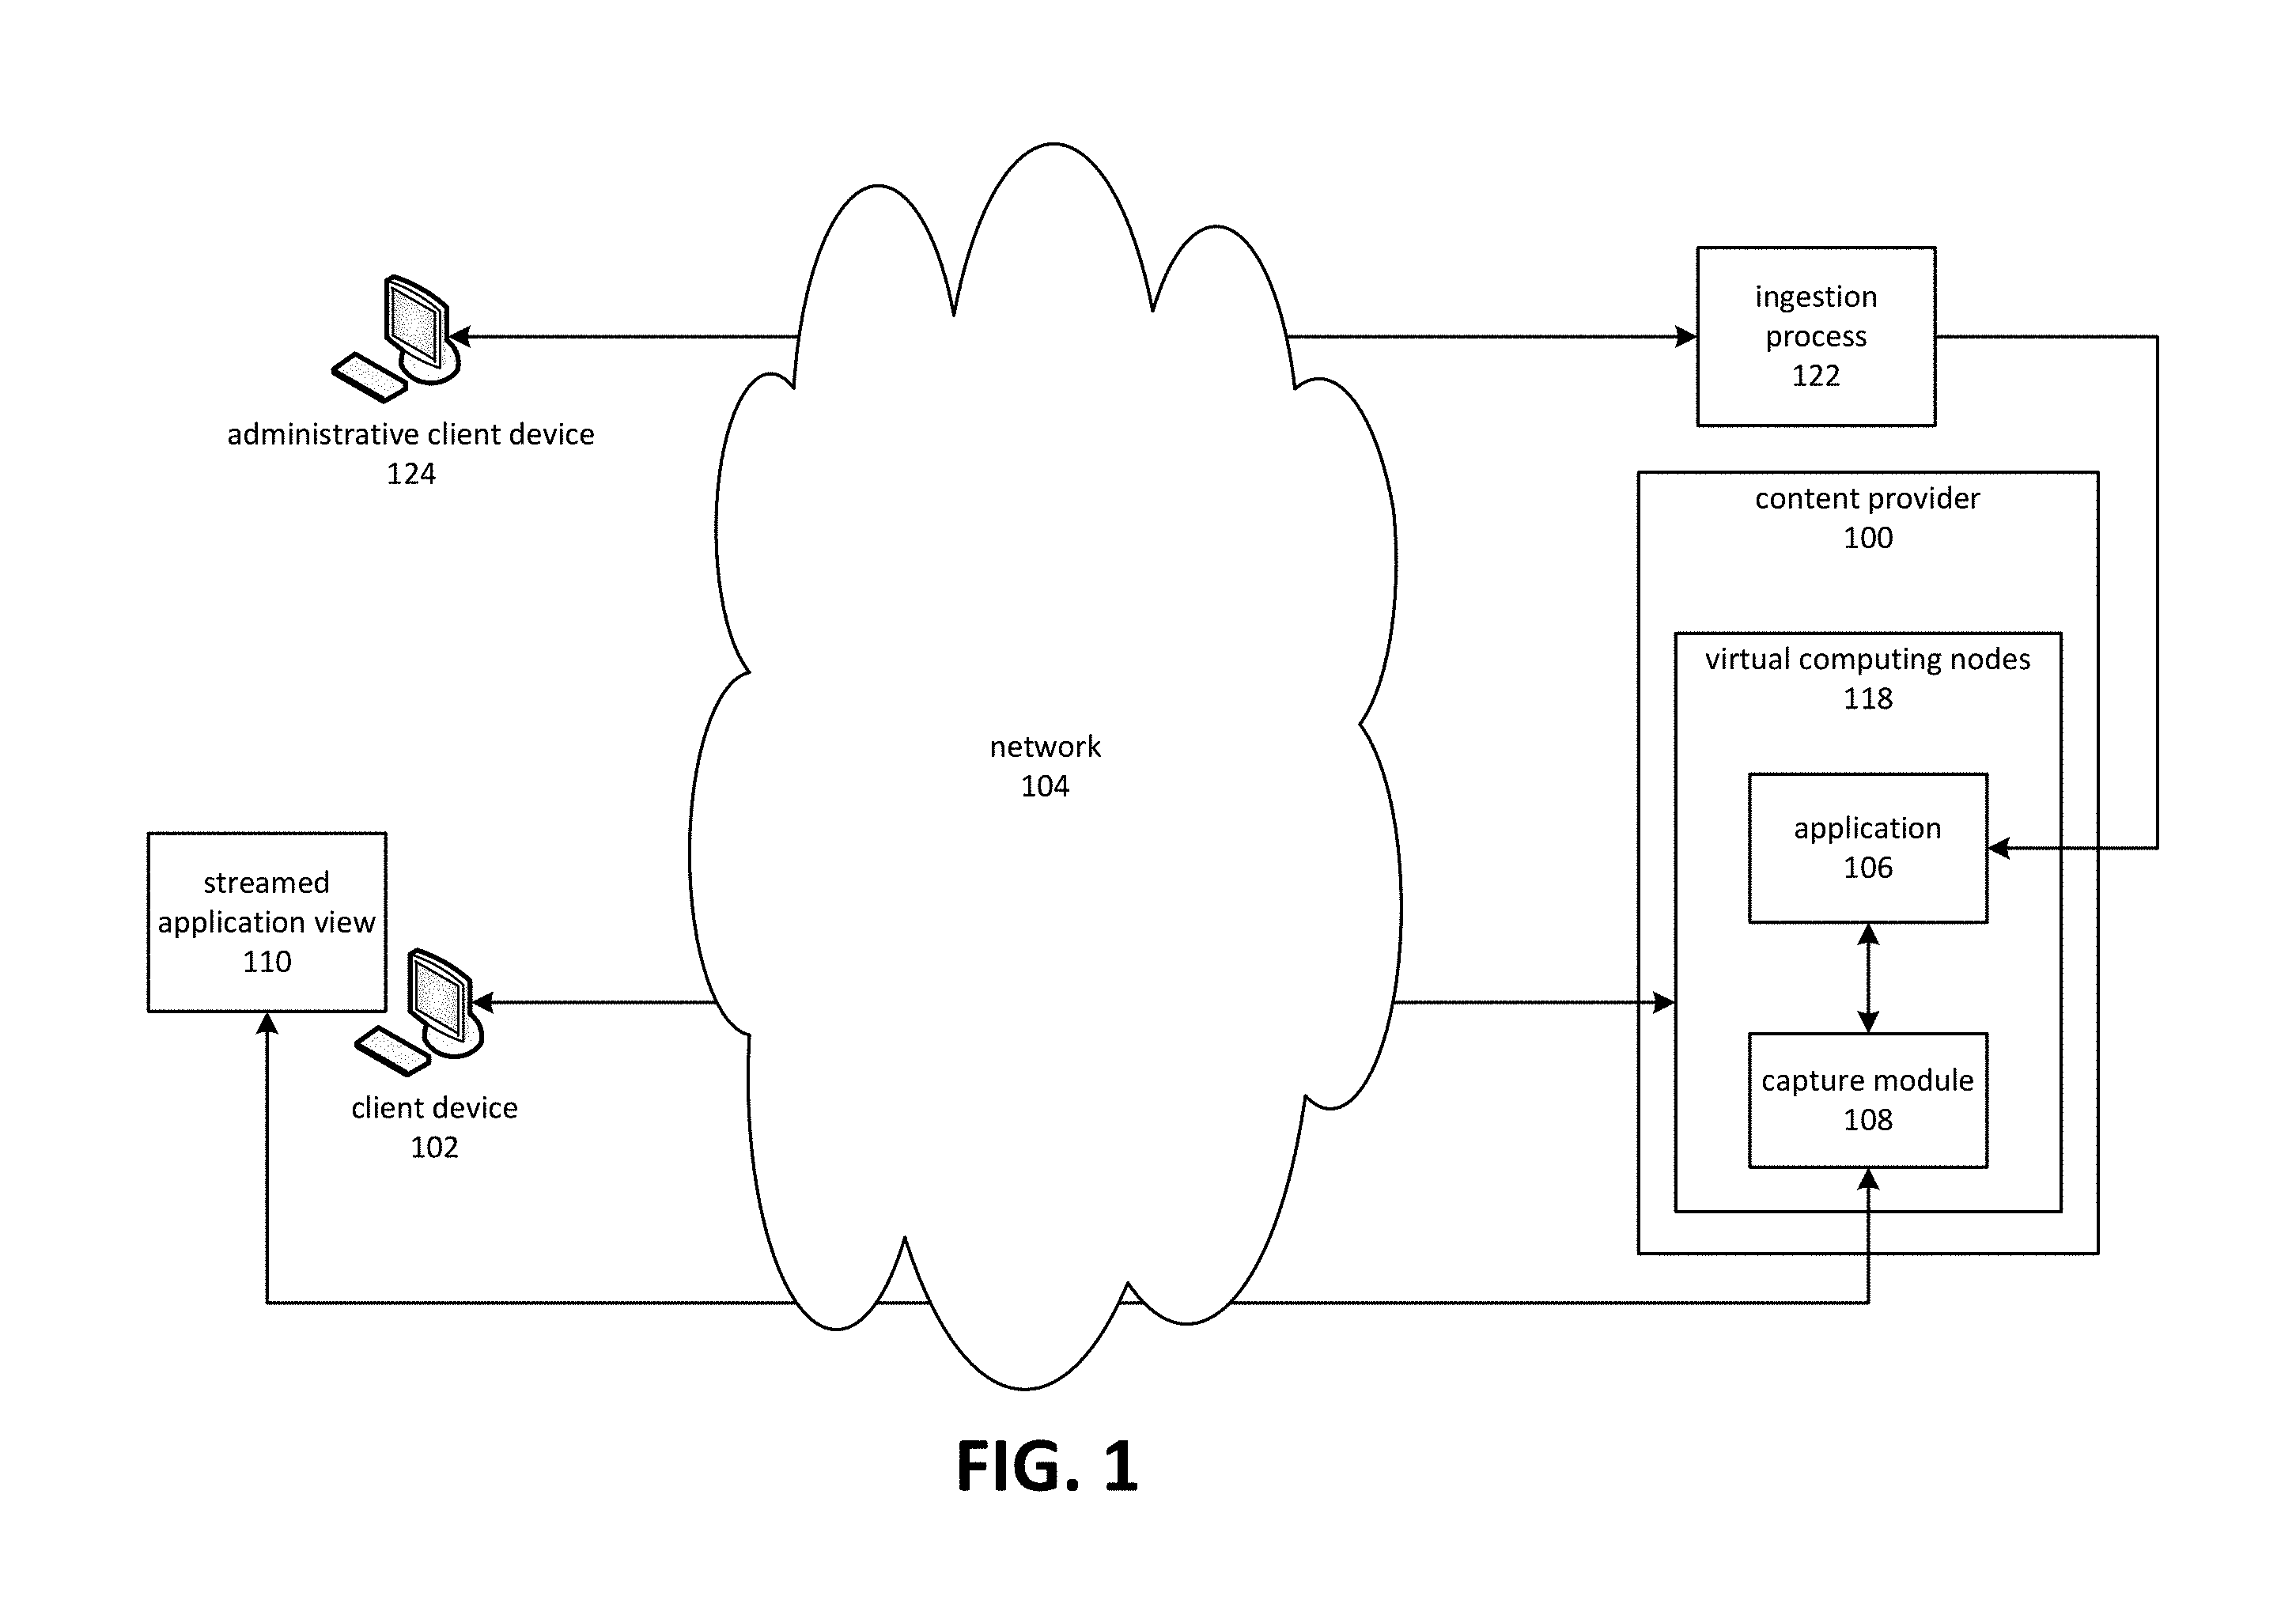 ingestion
process
122
administrative client device
124
content provider
100
virtual computing nodes
118
network
104
application
106
streamed
application view
110
capture module
108
client device
102
FIG. 1